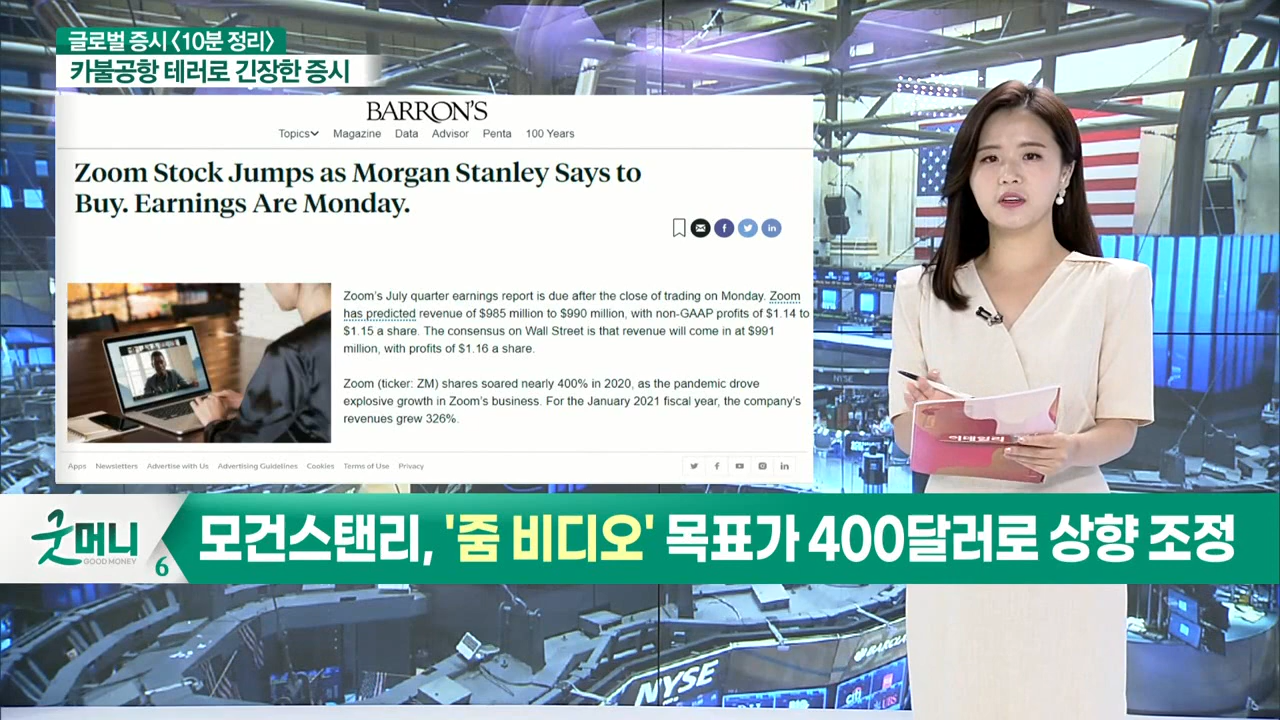 글로벌 증시 <10분 정리>
카불공항 테러로 긴장한 증시
BARRON'S
Topics Magazine Data Advisor Penta 100 Years
Zoom Stock Jumps as Morgan Stanley Says to
Buy. Earnings Are Monday.
Zoom's July quarter earnings report is due after the close of trading on Monday. Zoom
has predicted revenue of $985 million to $990 million, with non-GAAP profits of $1.14 to
$1.15 a share. The consensus on Wall Street is that revenue will come in at $991
million, with profits of $1.16 a share.
Zoom (ticker: ZM) shares soared nearly 400% in 2020, as the pandemic drove
explosive growth in Zoom's business. For the January 2021 fiscal year, the company's
revenues grew 326%.
Apps Newsletters Advertise with Us Advertising Guidelines Cookies Terms of Use Privacy
이데일리
굿머니
GOOD MONEY
6
모건스탠리, '줌 비디오' 목표가 400달러로 상향 조정
NYSE
NYSE
BARCLAYS
citi
UBS